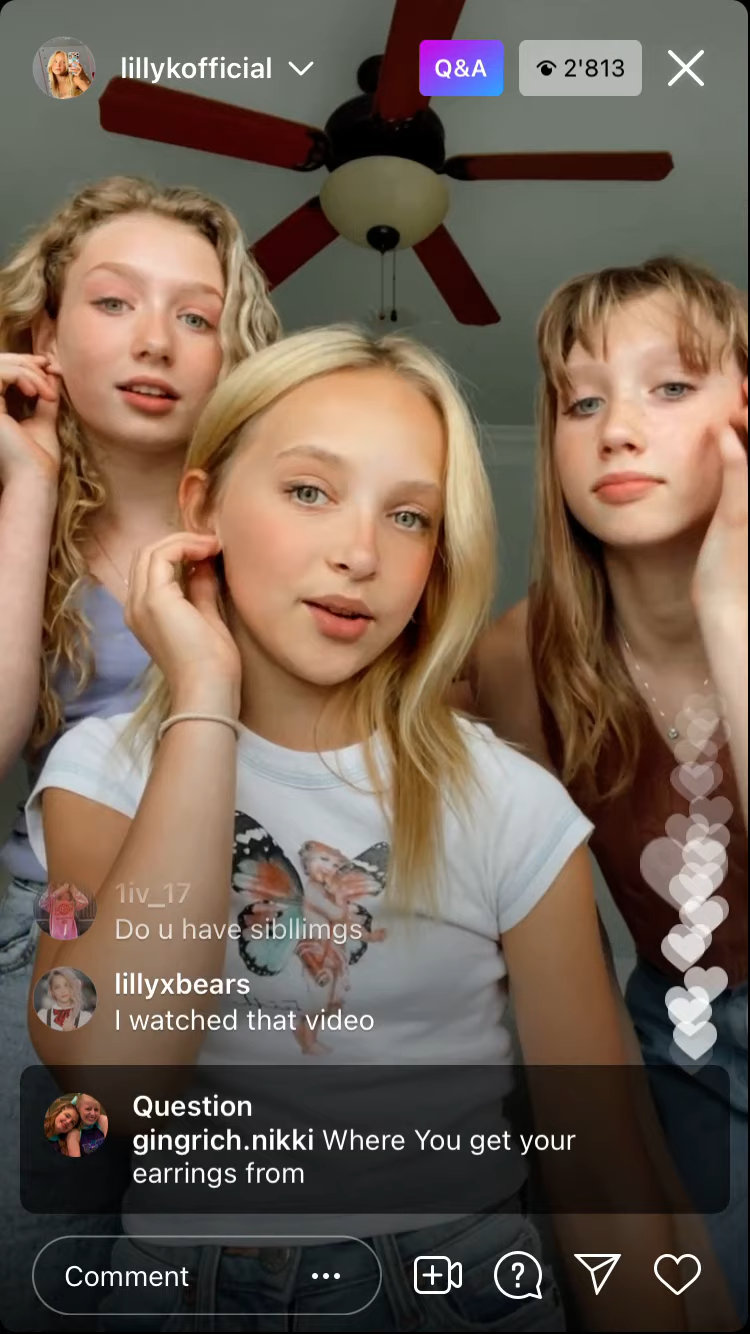 lillykofficial
Q&A
2'813
1iv_17
Do u have sibllimgs
lillyxbears
I watched that video
Question
gingrich.nikki Where You get your
earrings from
Comment